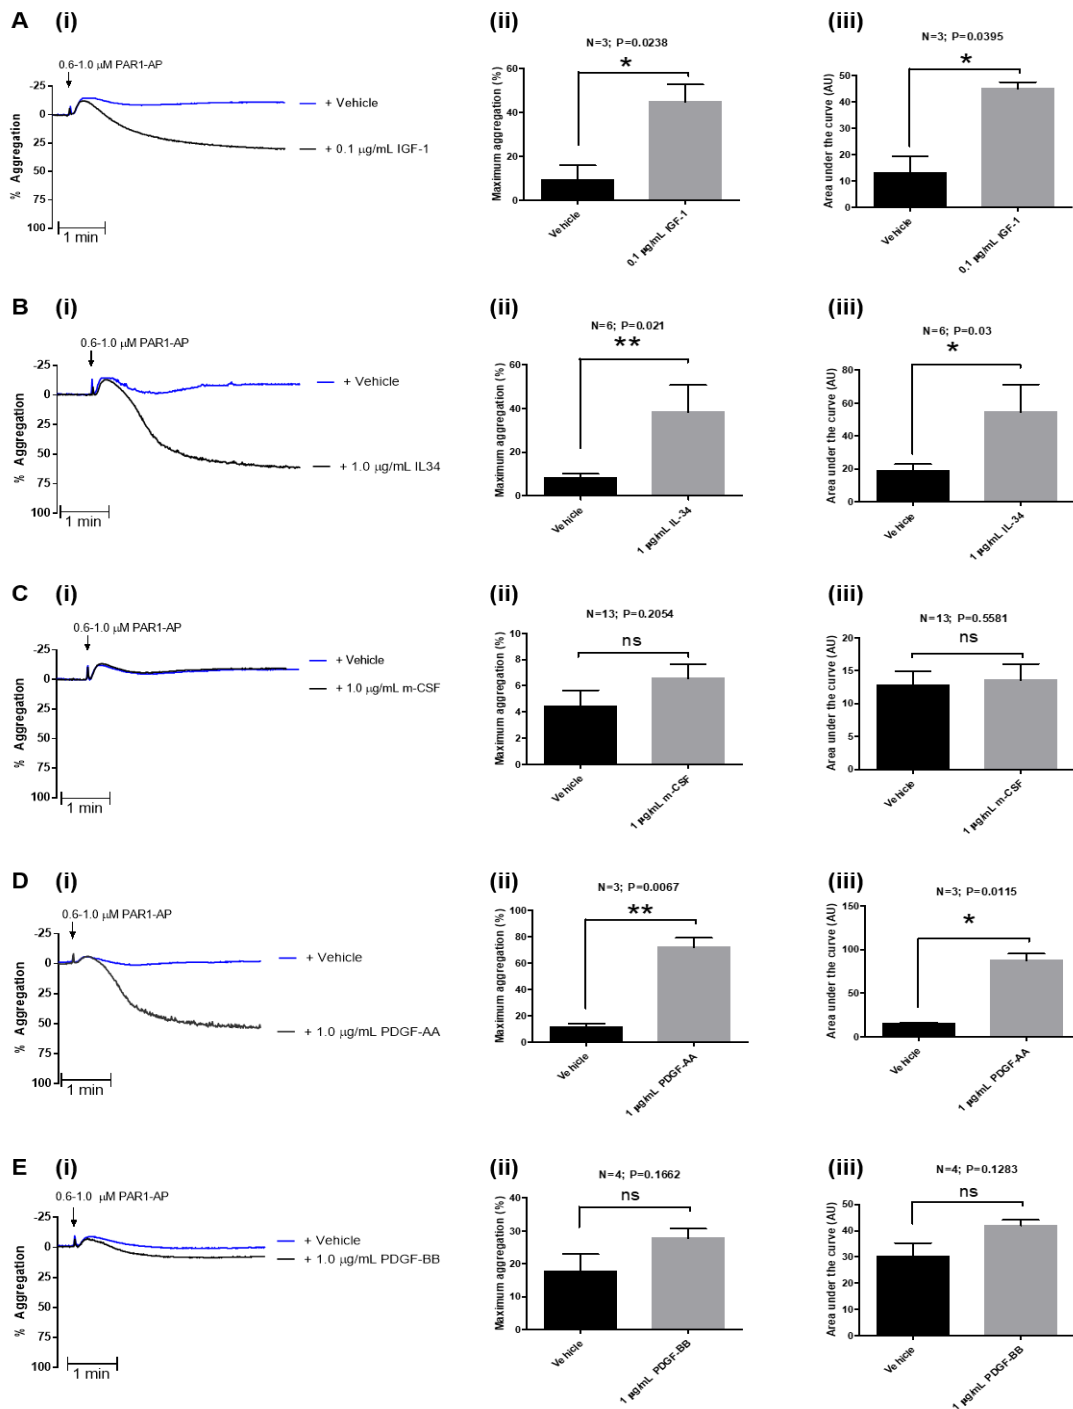 A (i) (ii) (iii)
0.6-1.0 µM PAR1-AP
% Aggregation
-25
0
25
50
75
100
1 min
+ Vehicle
+ 0.1 µg/mL IGF-1
N=3; P=0.0238
*
Maximum aggregation (%)
60
40
20
0
Vehicle
0.1 µg/mL IGF-1
N=3; P=0.0395
*
Area under the curve (AU)
50
40
30
20
10
0
Vehicle
0.1 µg/mL IGF-1
B (i) (ii) (iii)
0.6-1.0 µM PAR1-AP
% Aggregation
-25
0
25
50
75
100
1 min
+ Vehicle
+ 1.0 µg/mL IL34
N=6; P=0.021
**
Maximum aggregation (%)
60
40
20
0
Vehicle
1 µg/mL IL-34
N=6; P=0.03
*
Area under the curve (AU)
80
60
40
20
0
Vehicle
1 µg/mL IL-34
C (i) (ii) (iii)
0.6-1.0 µM PAR1-AP
% Aggregation
-25
0
25
50
75
100
1 min
+ Vehicle
+ 1.0 µg/mL m-CSF
N=13; P=0.2054
ns
Maximum aggregation (%)
10
8
6
4
2
0
Vehicle
1 µg/mL m-CSF
N=13; P=0.5581
ns
Area under the curve (AU)
20
15
10
5
0
Vehicle
1 µg/mL m-CSF
D (i) (ii) (iii)
0.6-1.0 µM PAR1-AP
% Aggregation
-25
0
25
50
75
100
1 min
+ Vehicle
+ 1.0 µg/mL PDGF-AA
N=3; P=0.0067
**
Maximum aggregation (%)
100
80
60
40
20
0
Vehicle
1 µg/mL PDGF-AA
N=3; P=0.0115
*
Area under the curve (AU)
150
100
50
0
Vehicle
1 µg/mL PDGF-AA
E (i) (ii) (iii)
0.6-1.0 µM PAR1-AP
% Aggregation
-25
0
25
50
75
100
1 min
+ Vehicle
+ 1.0 µg/mL PDGF-BB
N=4; P=0.1662
ns
Maximum aggregation (%)
40
30
20
10
0
Vehicle
1 µg/mL PDGF-BB
N=4; P=0.1283
ns
Area under the curve (AU)
50
40
30
20
10
0
Vehicle
1 µg/mL PDGF-BB